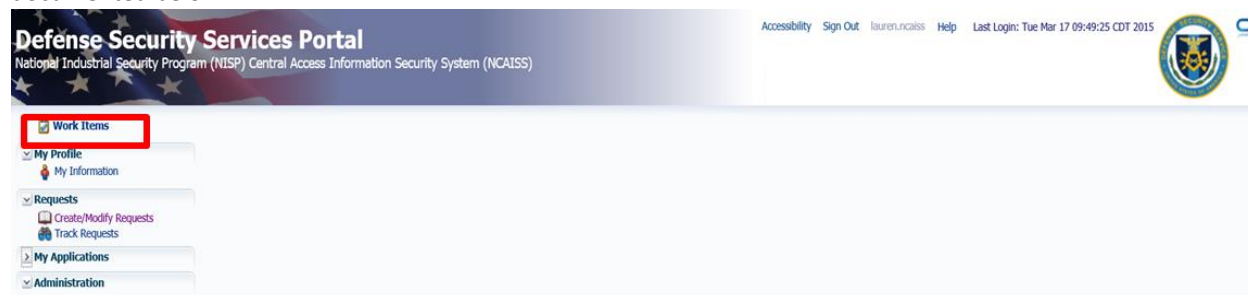 Defense Security Services Portal
National Industrial Security Program (NISP) Central Access Information Security System (NCAISS)
Accessibility Sign Out lauren.ncaiss Help Last Login: Tue Mar 17 09:49:25 CDT 2015
Work Items
My Profile
My Information
Requests
Create/Modify Requests
Track Requests
My Applications
Administration